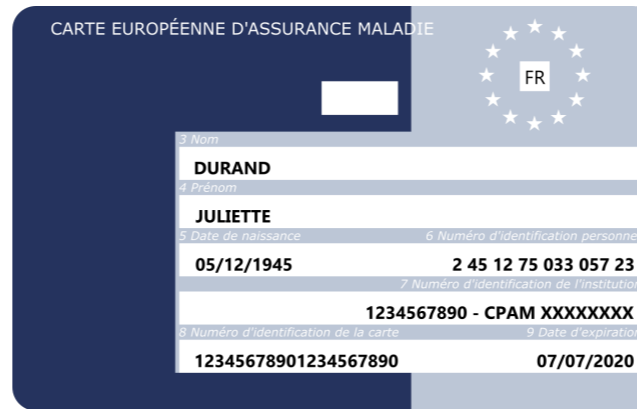 CARTE EUROPÉENNE D'ASSURANCE MALADIE
FR
3 Nom
DURAND
4 Prénom
JULIETTE
5 Date de naissance 6 Numéro d'identification personne
05/12/1945 2 45 12 75 033 057 23
7 Numéro d'identification de l'institution
1234567890 - CPAM XXXXXXXX
8 Numéro d'identification de la carte 9 Date d'expiration
12345678901234567890 07/07/2020